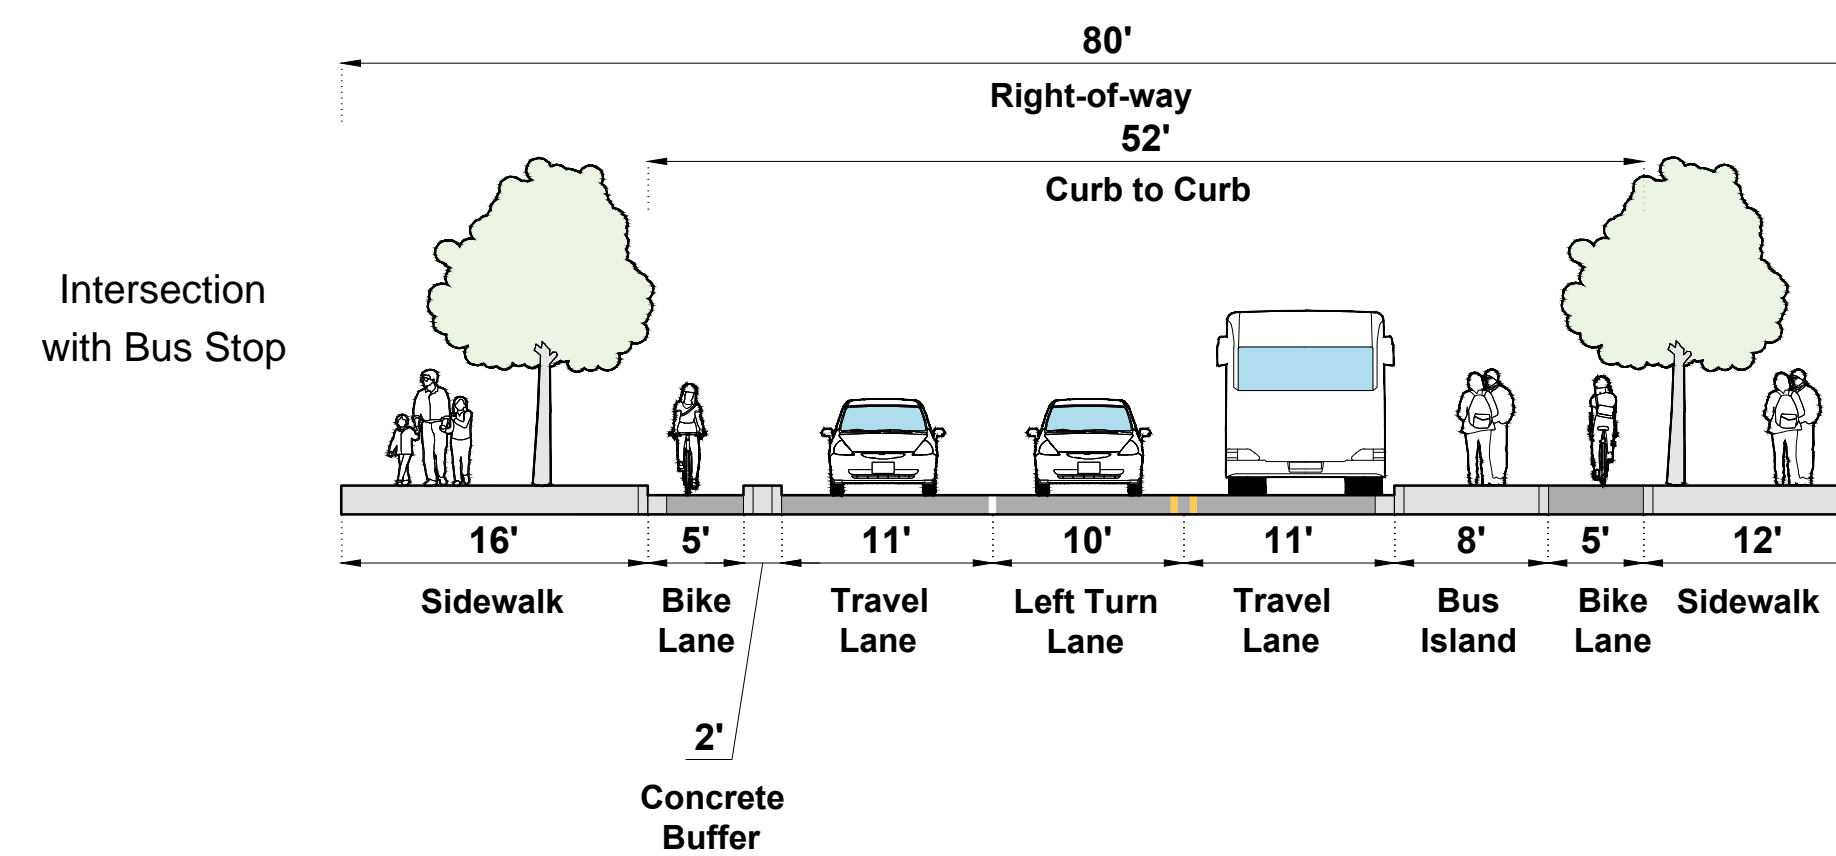 80'
Right-of-way
52'
Curb to Curb
Intersection
with Bus Stop
16' 5' 11' 10' 11' 8' 5' 12'
Sidewalk Bike Travel Left Turn Travel Bus Bike Sidewalk
Lane Lane Lane Lane Island Lane
2'
Concrete
Buffer